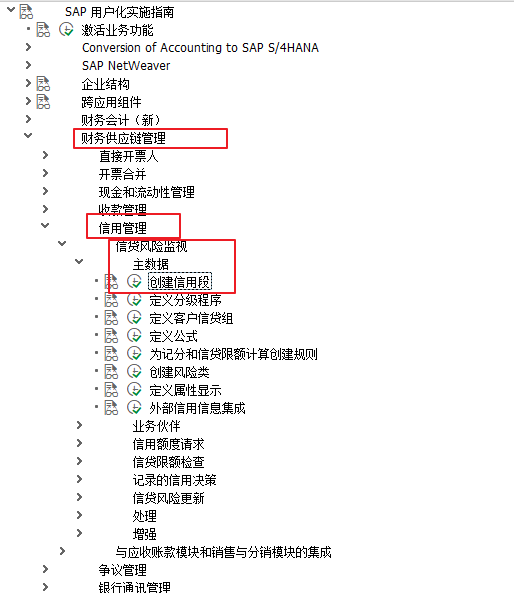 SAP 用户化实施指南
激活业务功能
Conversion of Accounting to SAP S/4HANA
SAP NetWeaver
企业结构
跨应用组件
财务会计（新）
财务供应链管理
直接开票人
开票合并
现金和流动性管理
收款管理
信用管理
信贷风险监视
主数据
创建信用段
定义分级程序
定义客户信贷组
定义公式
为记分和信贷限额计算创建规则
创建风险类
定义属性显示
外部信用信息集成
业务伙伴
信用额度请求
信贷限额检查
记录的信用决策
信贷风险更新
处理
增强
与应收账款模块和销售与分销模块的集成
争议管理
银行通讯管理